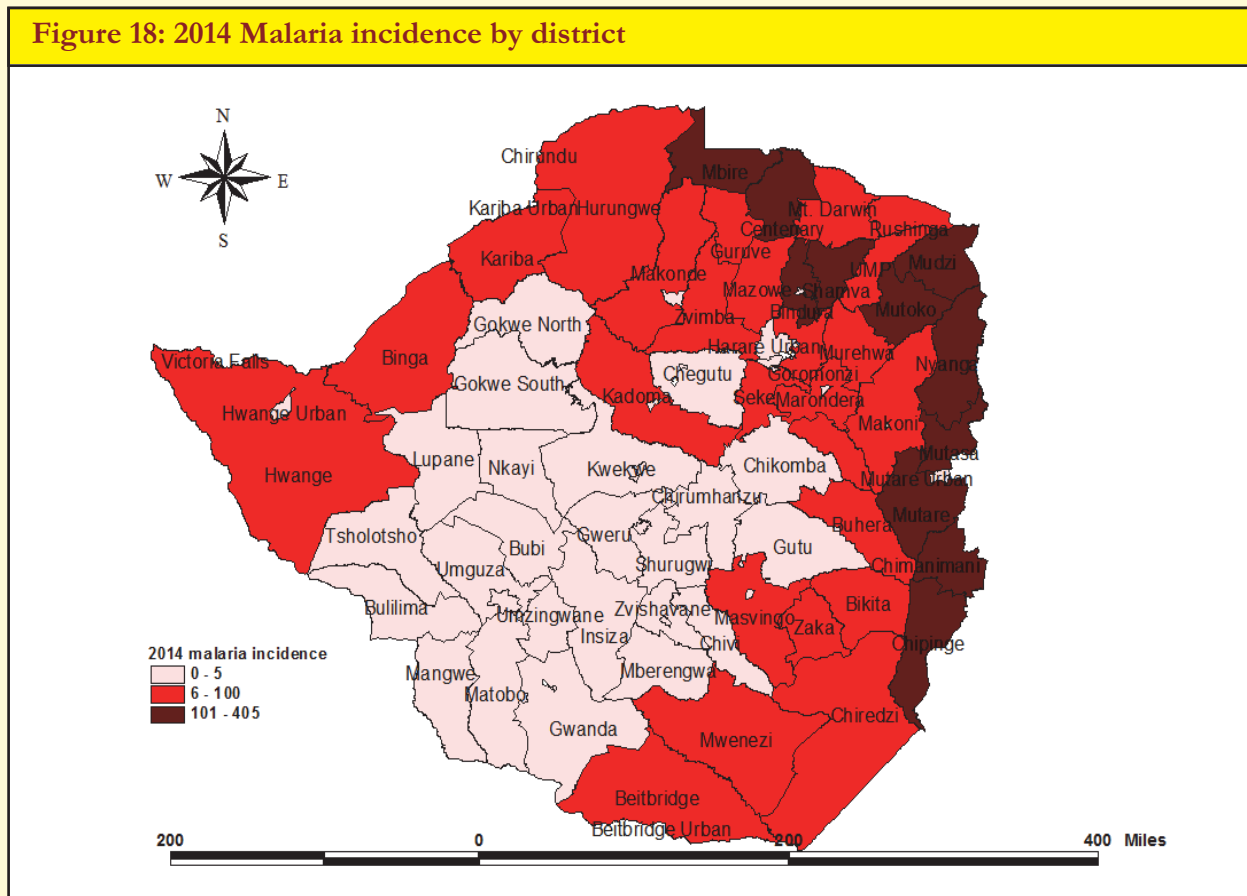 Figure 18: 2014 Malaria incidence by district
N
W E
S
Chirundu
Mbire
Kariba Urban
Hurungwe
Mt. Darwin
Centenary
Rushinga
Kariba
Guruve
Makonde
UMP
Mudzi
Mazowe
Shamva
Zvimba
Bindura
Mutoko
Gokwe North
Harare Urban
Murehwa
Victoria Falls
Binga
Nyanga
Gokwe South
Chegutu
Goromonzi
Hwange Urban
Kadoma
Seke
Marondera
Makoni
Hwange
Lupane
Nkayi
Kwekwe
Chikomba
Mutasa
Mutare Urban
Chirumhanzu
Mutare
Tsholotsho
Bubi
Gweru
Buhera
Gutu
Umguza
Shurugwi
Chimanimani
Bulilima
Umzingwane
Zvishavane
Masvingo
Bikita
Zaka
Insiza
Chivi
Chipinge
2014 malaria incidence
0 - 5
6 - 100
101 - 405
Mangwe
Matobo
Mberengwa
Gwanda
Chiredzi
Mwenezi
Beitbridge
Beitbridge Urban
200 0 200 400 Miles